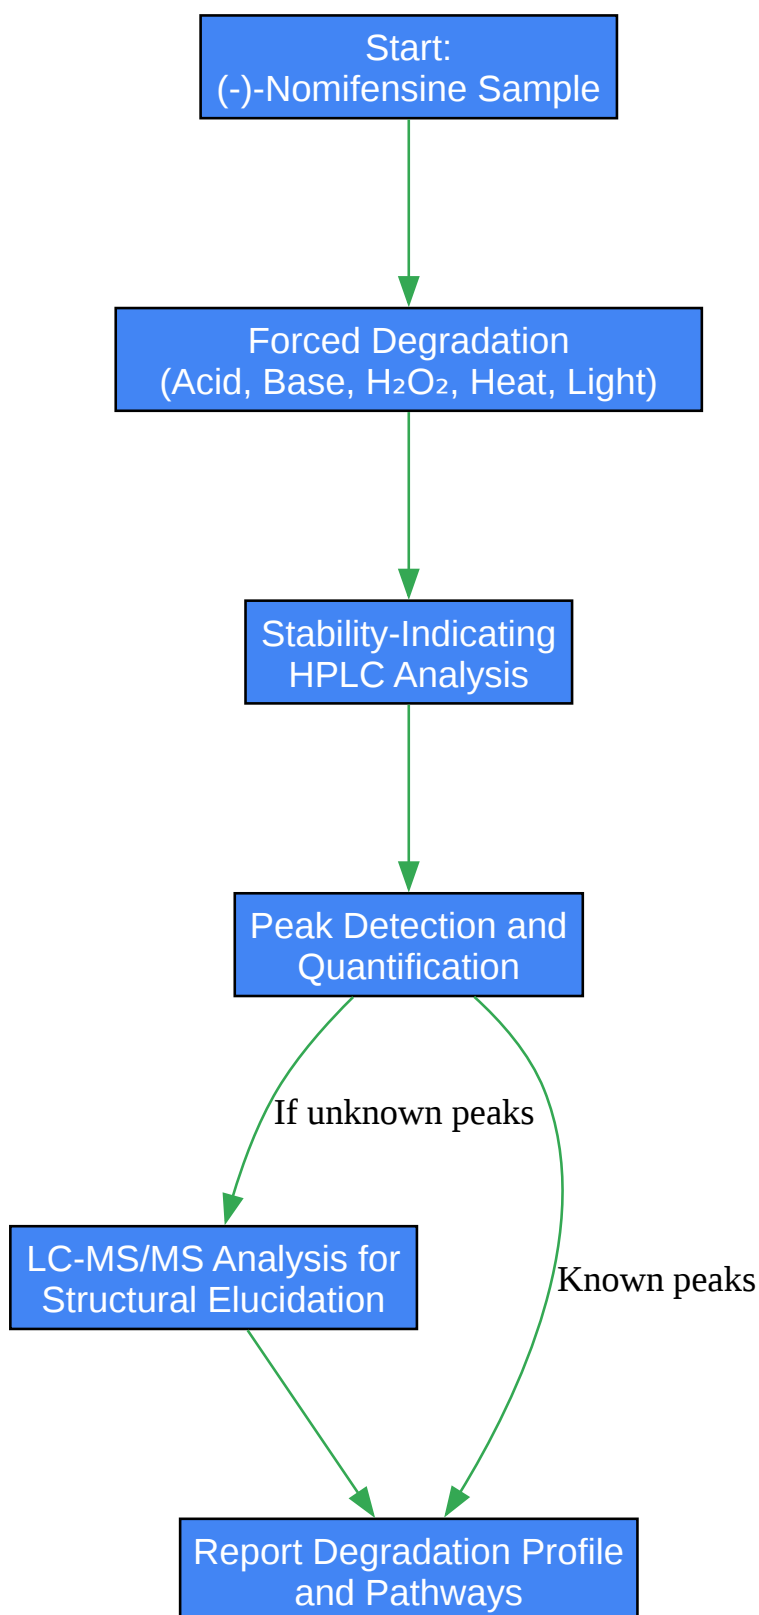 Start:
(-)-Nomifensine Sample
Forced Degradation
(Acid, Base, H₂O₂, Heat, Light)
Stability-Indicating
HPLC Analysis
Peak Detection and
Quantification
If unknown peaks
LC-MS/MS Analysis for
Structural Elucidation
Known peaks
Report Degradation Profile
and Pathways